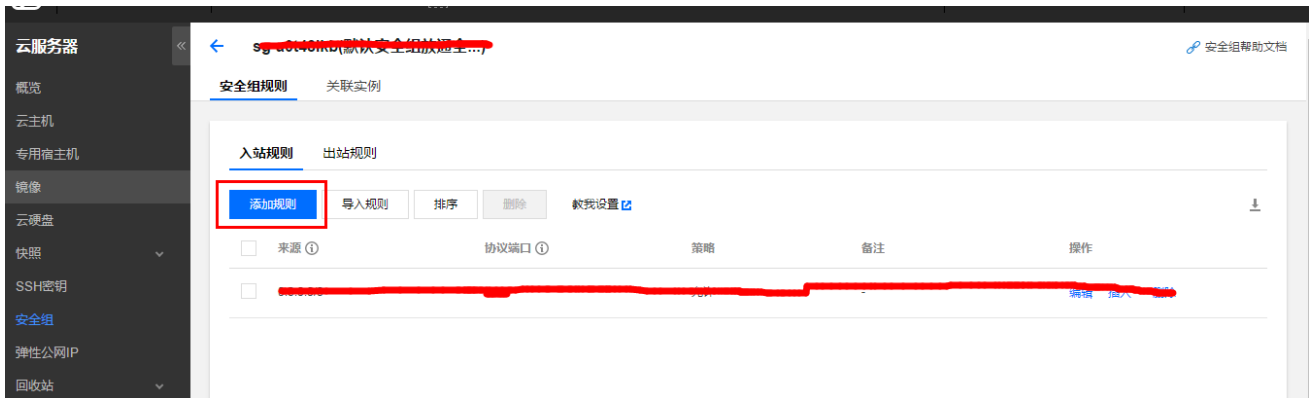 云服务器
安全组帮助文档
安全组规则 关联实例
概览
云主机
专用宿主机
镜像
云硬盘
快照
SSH密钥
安全组
弹性公网IP
回收站
入站规则 出站规则
添加规则 导入规则 排序 删除 教我设置
来源 协议端口 策略 备注 操作
-